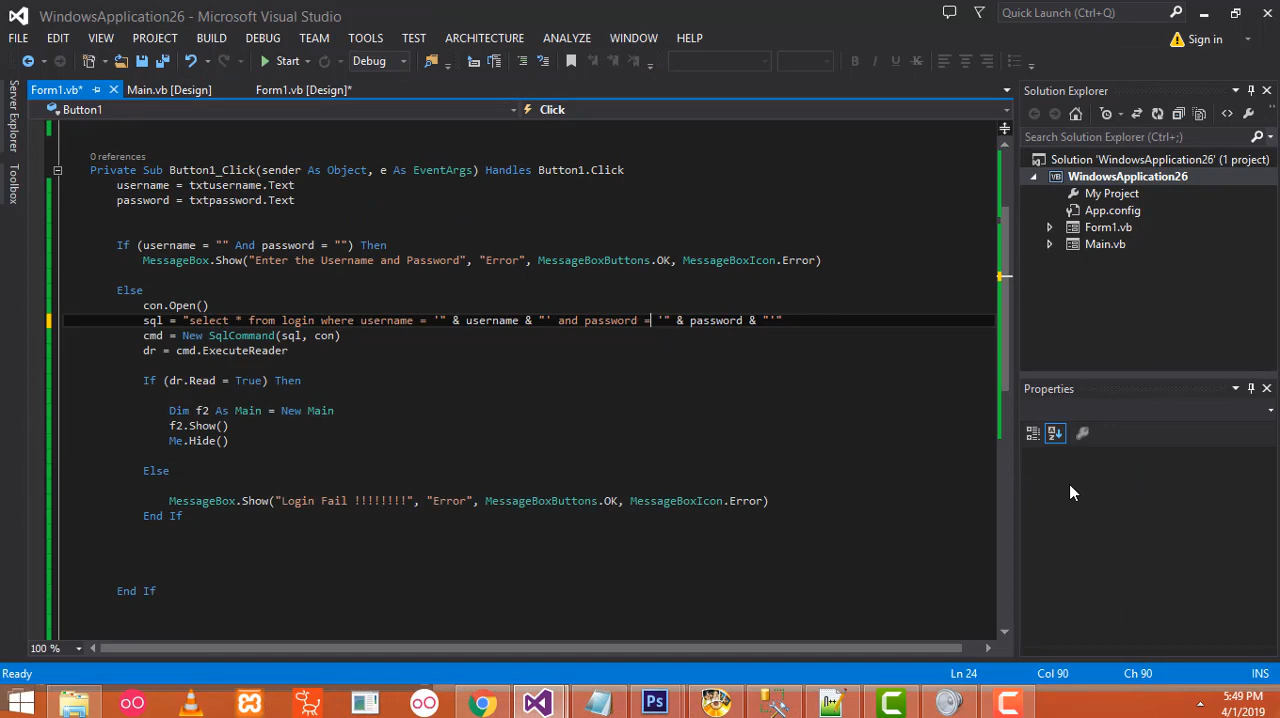 WindowsApplication26 - Microsoft Visual Studio
Quick Launch (Ctrl+Q)
FILE EDIT VIEW PROJECT BUILD DEBUG TEAM TOOLS TEST ARCHITECTURE ANALYZE WINDOW HELP
Sign in
Start Debug
Form1.vb* Main.vb [Design] Form1.vb [Design]*
Solution Explorer
Button1 Click
Server Explorer
Toolbox
Search Solution Explorer (Ctrl+;)
Solution 'WindowsApplication26' (1 project)
VB WindowsApplication26
My Project
App.config
Form1.vb
Main.vb
0 references
Private Sub Button1_Click(sender As Object, e As EventArgs) Handles Button1.Click
username = txtusername.Text
password = txtpassword.Text
If (username = "" And password = "") Then
MessageBox.Show("Enter the Username and Password", "Error", MessageBoxButtons.OK, MessageBoxIcon.Error)
Else
con.Open()
sql = "select * from login where username = '" & username & "' and password = '" & password & "'"
cmd = New SqlCommand(sql, con)
dr = cmd.ExecuteReader
If (dr.Read = True) Then
Dim f2 As Main = New Main
f2.Show()
Me.Hide()
Else
MessageBox.Show("Login Fail !!!!!!!!", "Error", MessageBoxButtons.OK, MessageBoxIcon.Error)
End If
End If
Properties
100 %
Ready Ln 24 Col 90 Ch 90 INS
Ps
5:49 PM
4/1/2019